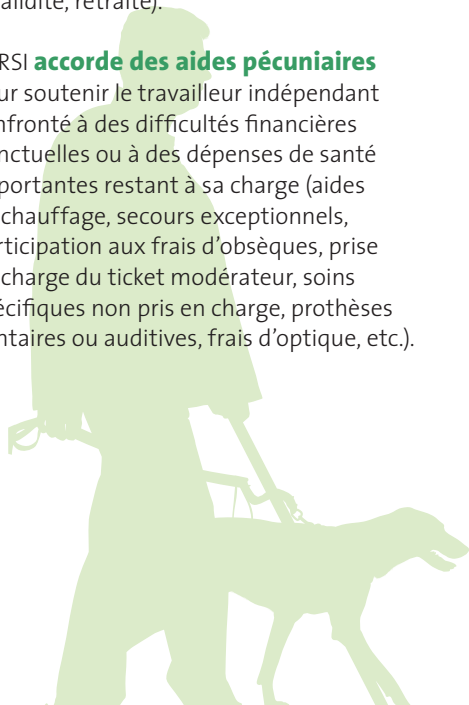 alidité, retraite).
RSI accorde des aides pécuniaires
ur soutenir le travailleur indépendant
nfronté à des difficultés financières
nctuelles ou à des dépenses de santé
portantes restant à sa charge (aides
chauffage, secours exceptionnels,
rticipation aux frais d’obsèques, prise
charge du ticket modérateur, soins
écifiques non pris en charge, prothèses
ntaires ou auditives, frais d’optique, etc.).